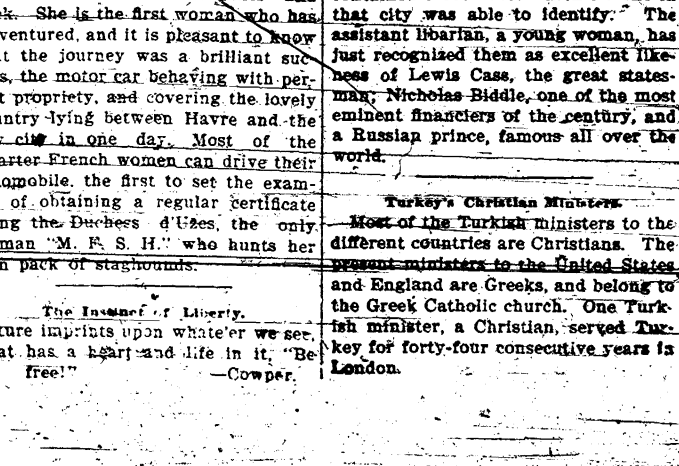 k. She is the first woman who has
ventured, and it is pleasant to know
t the journey was a brilliant suc-
s, the motor car behaving with per-
t propriety, and covering the lovely
untry lying between Havre and the
y city in one day. Most of the
arter French women can drive their
omobile, the first to set the exam-
of obtaining a regular certificate
ng the Duchess d'Uzes, the only
man "M. F. S. H." who hunts her
n pack of staghounds.
The Instinct of Liberty.
ture imprints upon whate'er we see,
at has a heart and life in it, "Be
free!"
—Cowper.
that city was able to identify." The
assistant libarian, a young woman, has
just recognized them as excellent like-
ness of Lewis Cass, the great states-
man; Nicholas Biddle, one of the most
eminent financiers of the century, and
a Russian prince, famous all over the
world.
Turkey's Christian Ministers.
Most of the Turkish ministers to the
different countries are Christians. The
present ministers to the United States
and England are Greeks, and belong to
the Greek Catholic church. One Turk-
ish minister, a Christian, served Tur-
key for forty-four consecutive years in
London.